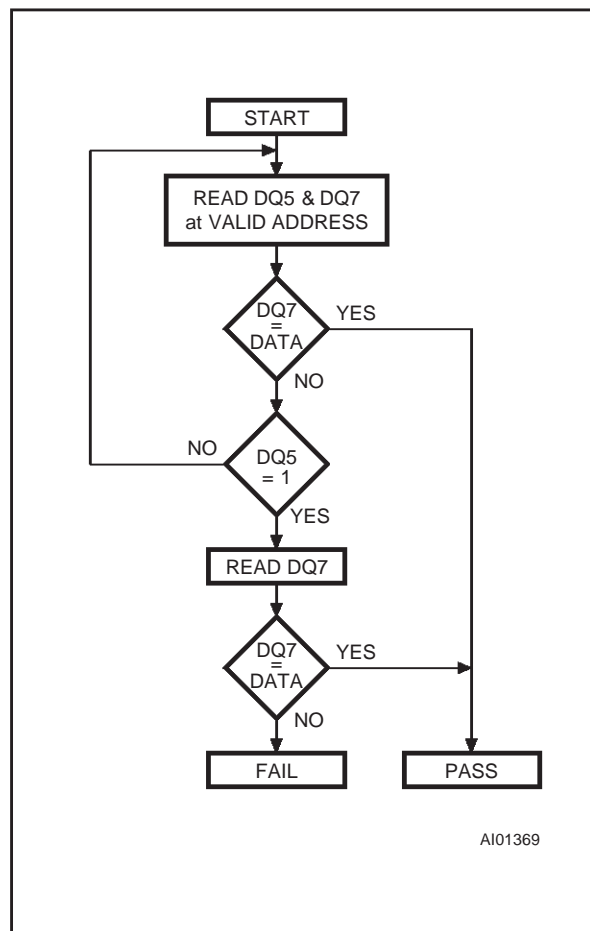 START
READ DQ5 & DQ7
at VALID ADDRESS
DQ7
=
DATA
YES
NO
NO
DQ5
= 1
YES
READ DQ7
DQ7
=
DATA
YES
NO
FAIL
PASS
AI01369